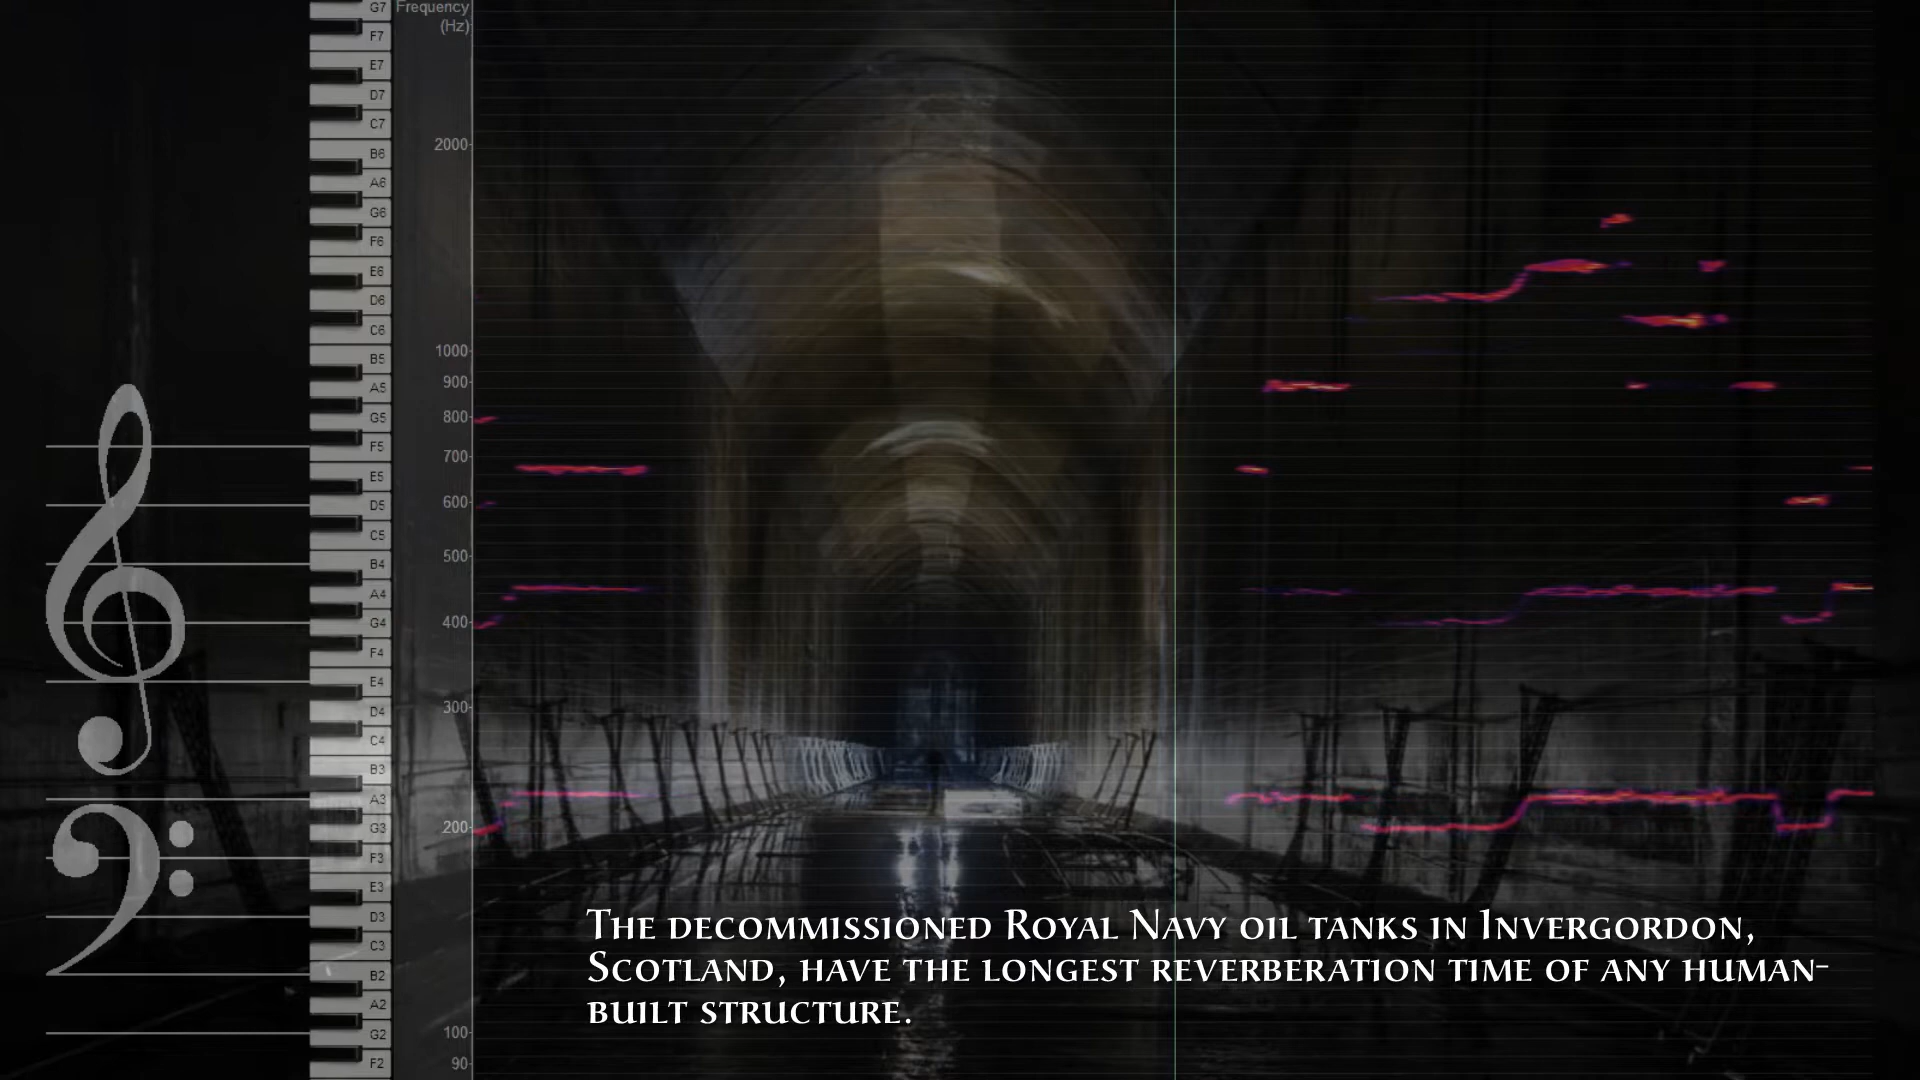 Frequency
(Hz)
G7
F7
E7
D7
C7
B6
A6
G6
F6
E6
D6
C6
B5
A5
G5
F5
E5
D5
C5
B4
A4
G4
F4
E4
D4
C4
B3
A3
G3
F3
E3
D3
C3
B2
A2
G2
F2
2000
1000
900
800
700
600
500
400
300
200
100
90
The decommissioned Royal Navy oil tanks in Invergordon,
Scotland, have the longest reverberation time of any human-
built structure.